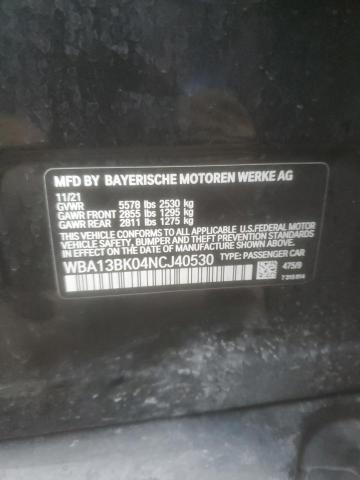 MFD BY BAYERISCHE MOTOREN WERKE AG
11/21
GVWR 5578 lbs 2530 kg
GAWR FRONT 2855 lbs 1295 kg
GAWR REAR 2811 lbs 1275 kg
THIS VEHICLE CONFORMS TO ALL APPLICABLE U.S.FEDERAL MOTOR
VEHICLE SAFETY, BUMPER AND THEFT PREVENTION STANDARDS IN
EFFECT ON THE DATE OF MANUFACTURE SHOWN ABOVE.
WBA13BK04NCJ40530 TYPE: PASSENGER CAR
475/9